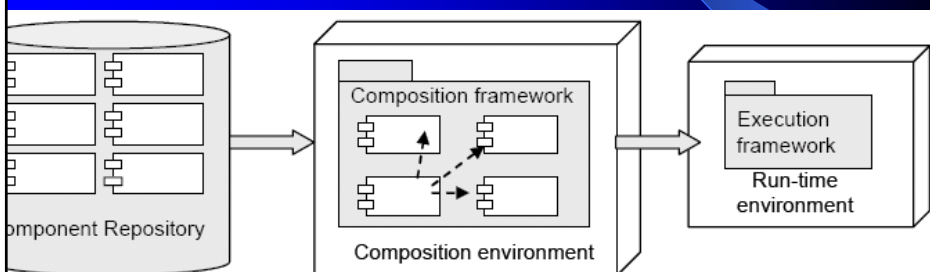 omponent Repository
Composition framework
Composition environment
Execution
framework
Run-time
environment